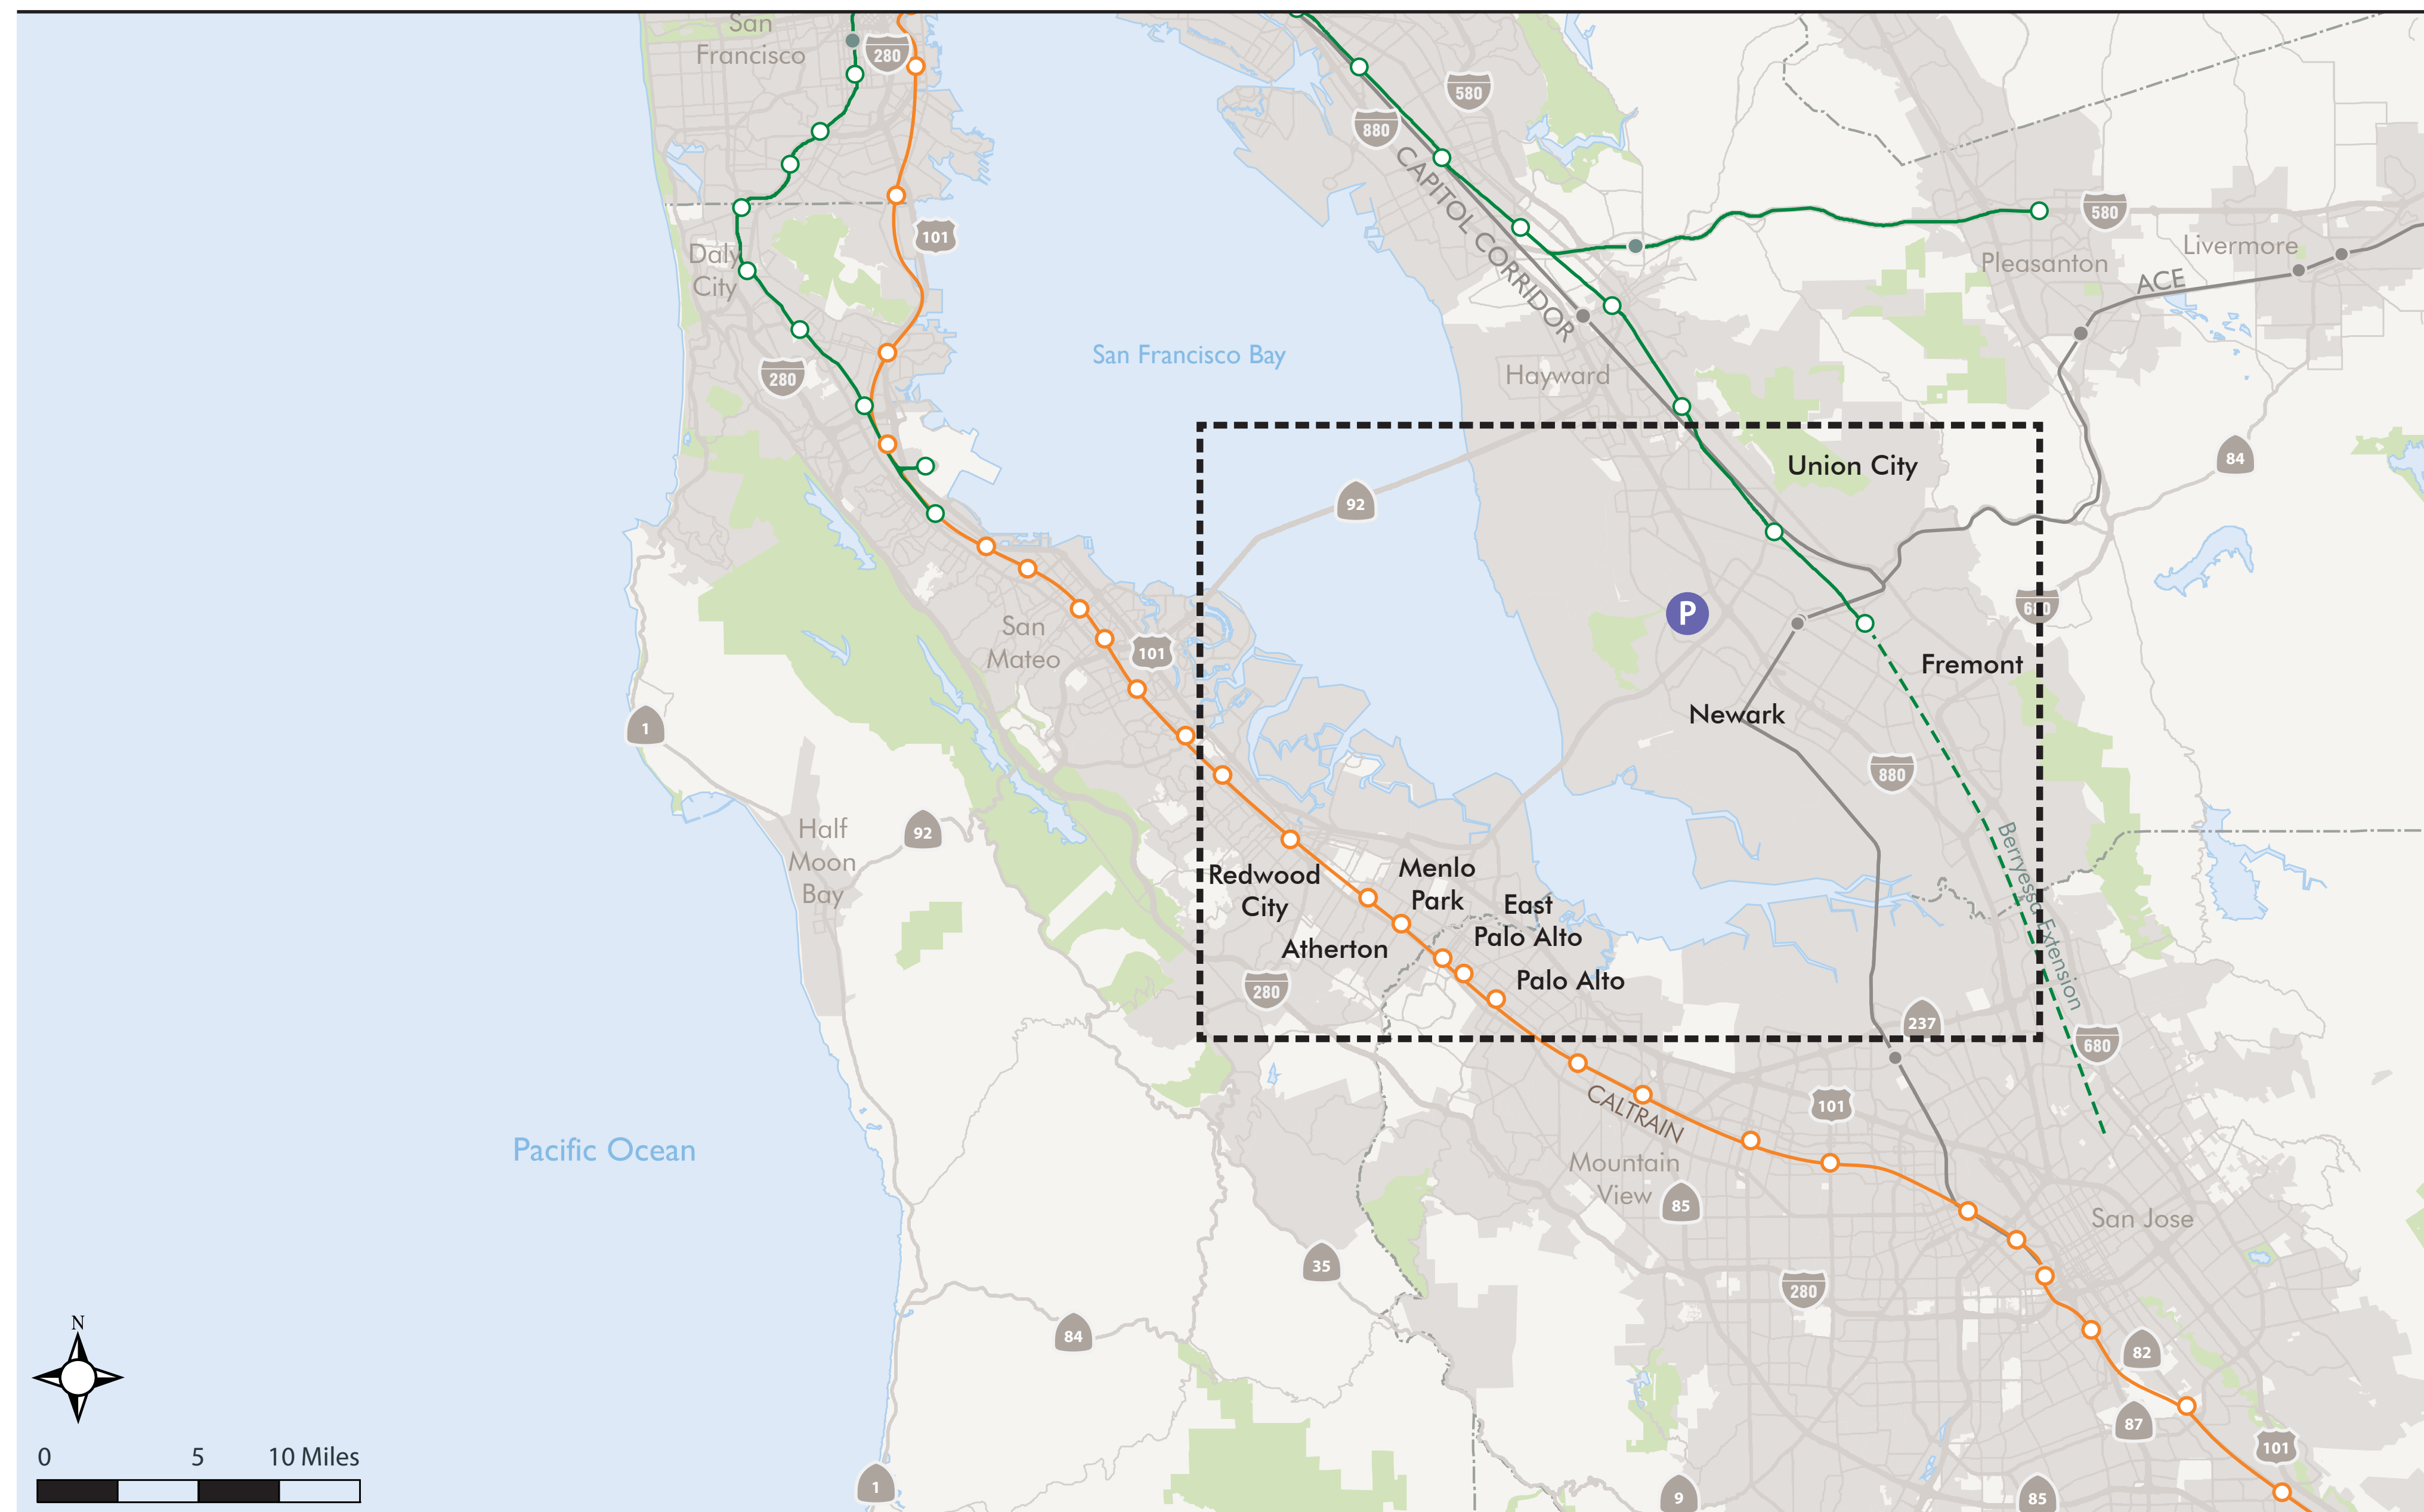 San
Francisco
280
580
880
CAPITOL CORRIDOR
101
Daly
City
580
Livermore
Pleasanton
ACE
San Francisco Bay
280
Hayward
84
Union City
92
680
P
San
Mateo
101
Fremont
Newark
1
880
Half
Moon
Bay
92
Redwood
City
Menlo
Park
East
Palo Alto
Atherton
Palo Alto
280
Berryessa Extension
237
680
CALTRAIN
101
Pacific Ocean
Mountain
View
85
San Jose
35
280
84
N
82
87
101
0 5 10 Miles
1
9
85